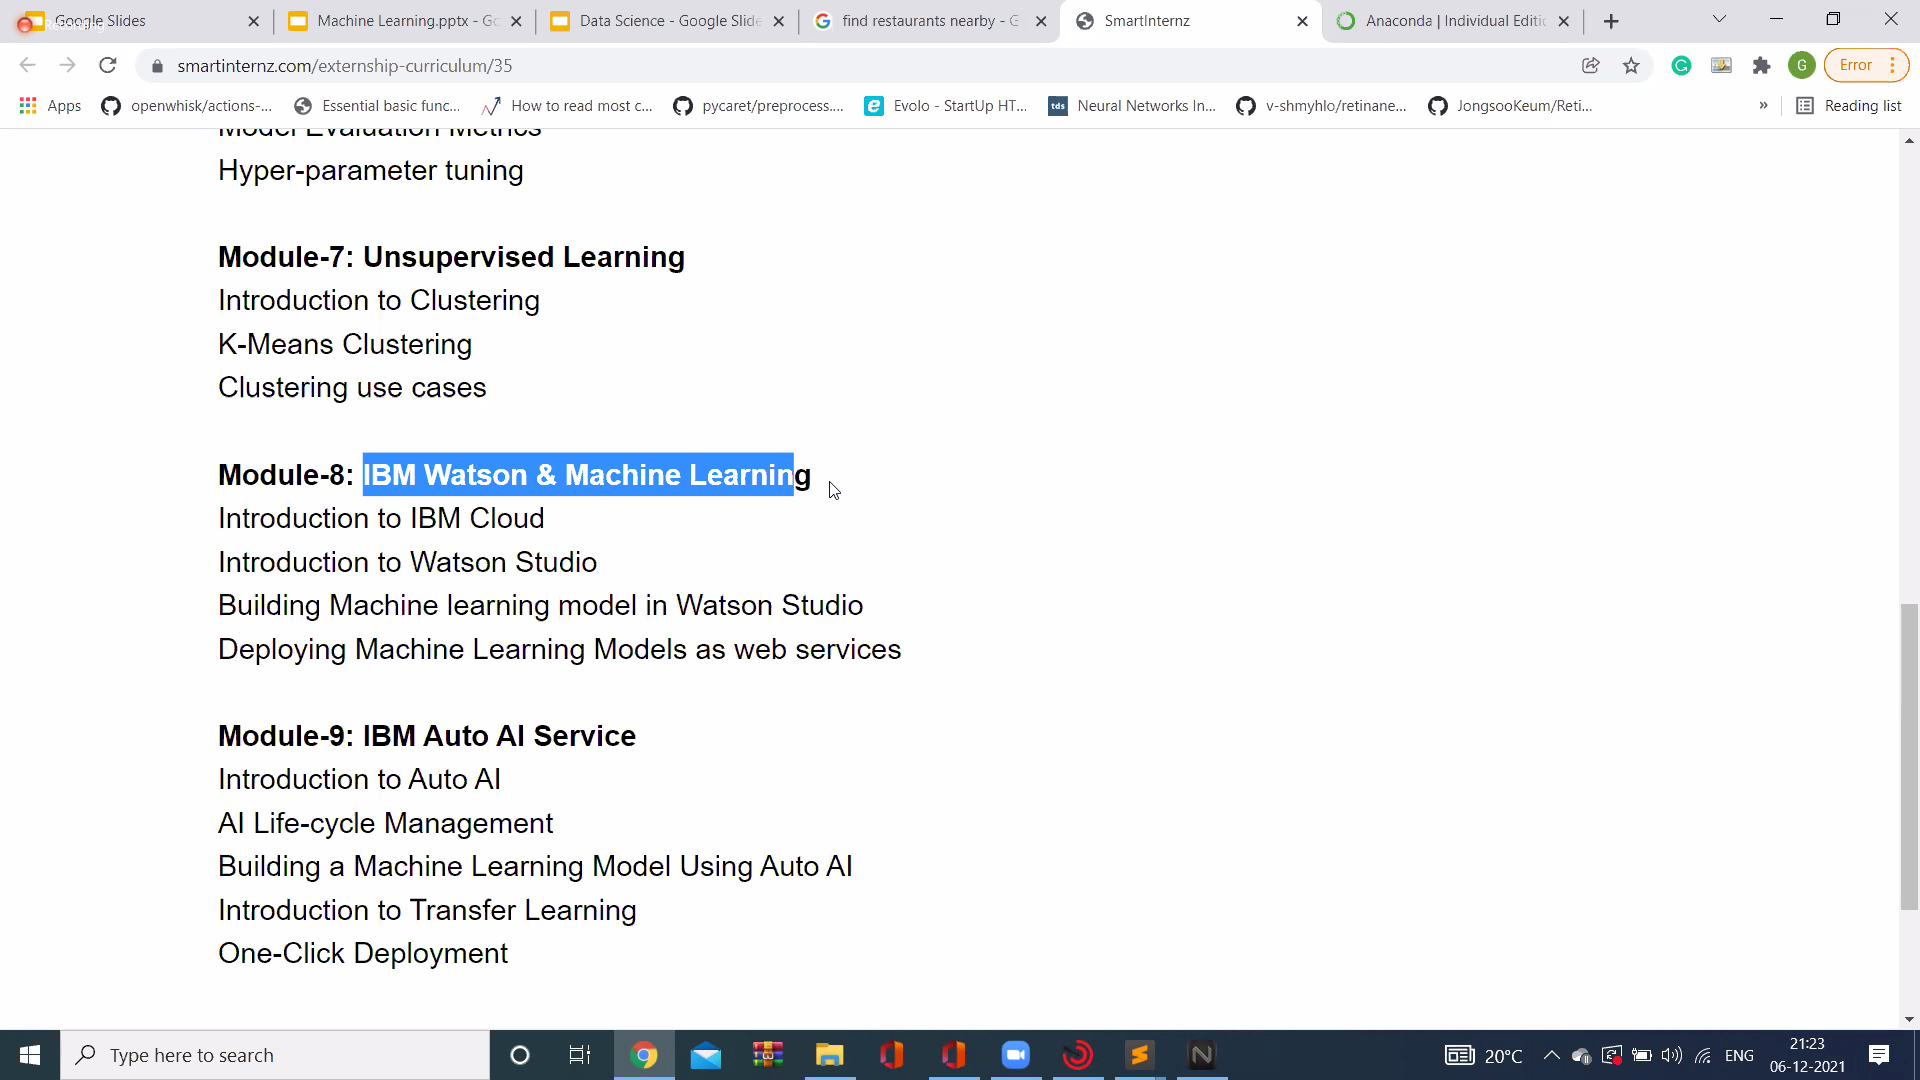 Google Slides
Machine Learning.pptx - Go
Data Science - Google Slide
find restaurants nearby - G
SmartInternz
Anaconda | Individual Editi
Recording
smartinternz.com/externship-curriculum/35
G
Error
Apps
openwhisk/actions-...
Essential basic func...
How to read most c...
pycaret/preprocess....
Evolo - StartUp HT...
tds
Neural Networks In...
v-shmyhlo/retinane...
JongsooKeum/Reti...
»
Reading list
Model Evaluation Metrics
Hyper-parameter tuning
Module-7: Unsupervised Learning
Introduction to Clustering
K-Means Clustering
Clustering use cases
Module-8: IBM Watson & Machine Learning
Introduction to IBM Cloud
Introduction to Watson Studio
Building Machine learning model in Watson Studio
Deploying Machine Learning Models as web services
Module-9: IBM Auto AI Service
Introduction to Auto AI
AI Life-cycle Management
Building a Machine Learning Model Using Auto AI
Introduction to Transfer Learning
One-Click Deployment
Type here to search
20°C
ENG
21:23
06-12-2021